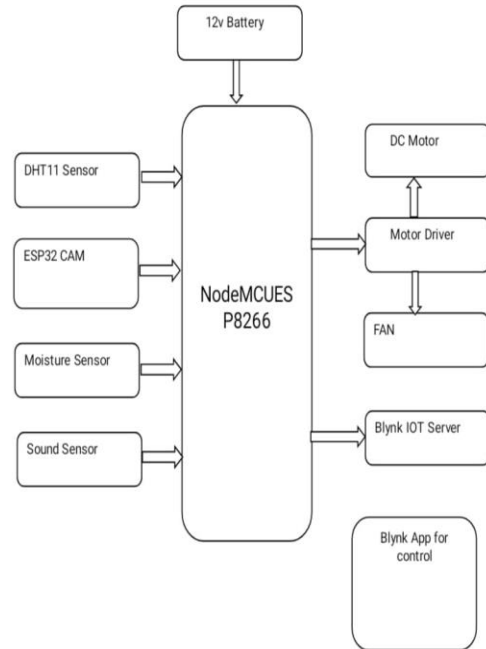 12v Battery
DHT11 Sensor
ESP32 CAM
Moisture Sensor
Sound Sensor
NodeMCUES
P8266
DC Motor
Motor Driver
FAN
Blynk IOT Server
Blynk App for
control